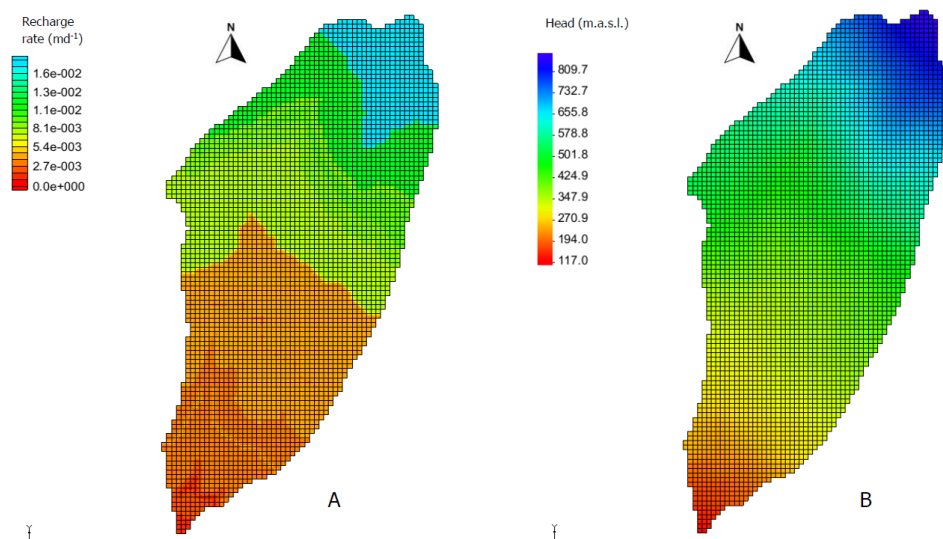 Recharge
rate (md-1)
1.6e-002
1.3e-002
1.1e-002
8.1e-003
5.4e-003
2.7e-003
0.0e+000
N
A
Head (m.a.s.l.)
809.7
732.7
655.8
578.8
501.8
424.9
347.9
270.9
194.0
117.0
N
B